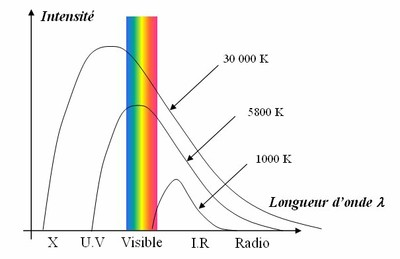 Intensité
30 000 K
5800 K
1000 K
Longueur d'onde λ
X U.V Visible I.R Radio